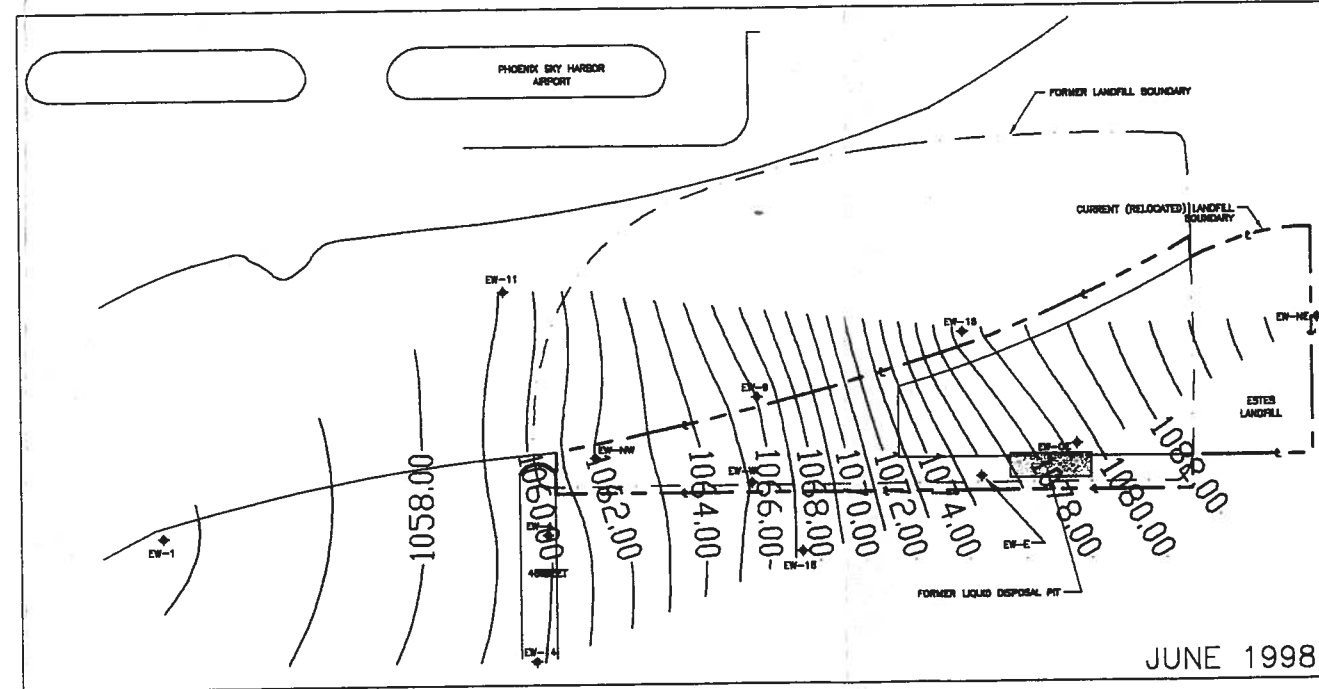 PHOENIX SKY HARBOR
AIRPORT
FORMER LANDFILL BOUNDARY
CURRENT (RELOCATED) LANDFILL
BOUNDARY
EW-11
EW-18
EW-NE
EW-9
ESTES
LANDFILL
EW-NW
EW-W
EW-OE
1058.00
1060.00
1062.00
1064.00
1066.00
1068.00
1070.00
1072.00
1074.00
1078.00
1080.00
1082.00
EW-1
EW-E
FORMER LIQUID DISPOSAL PIT
JUNE 1998